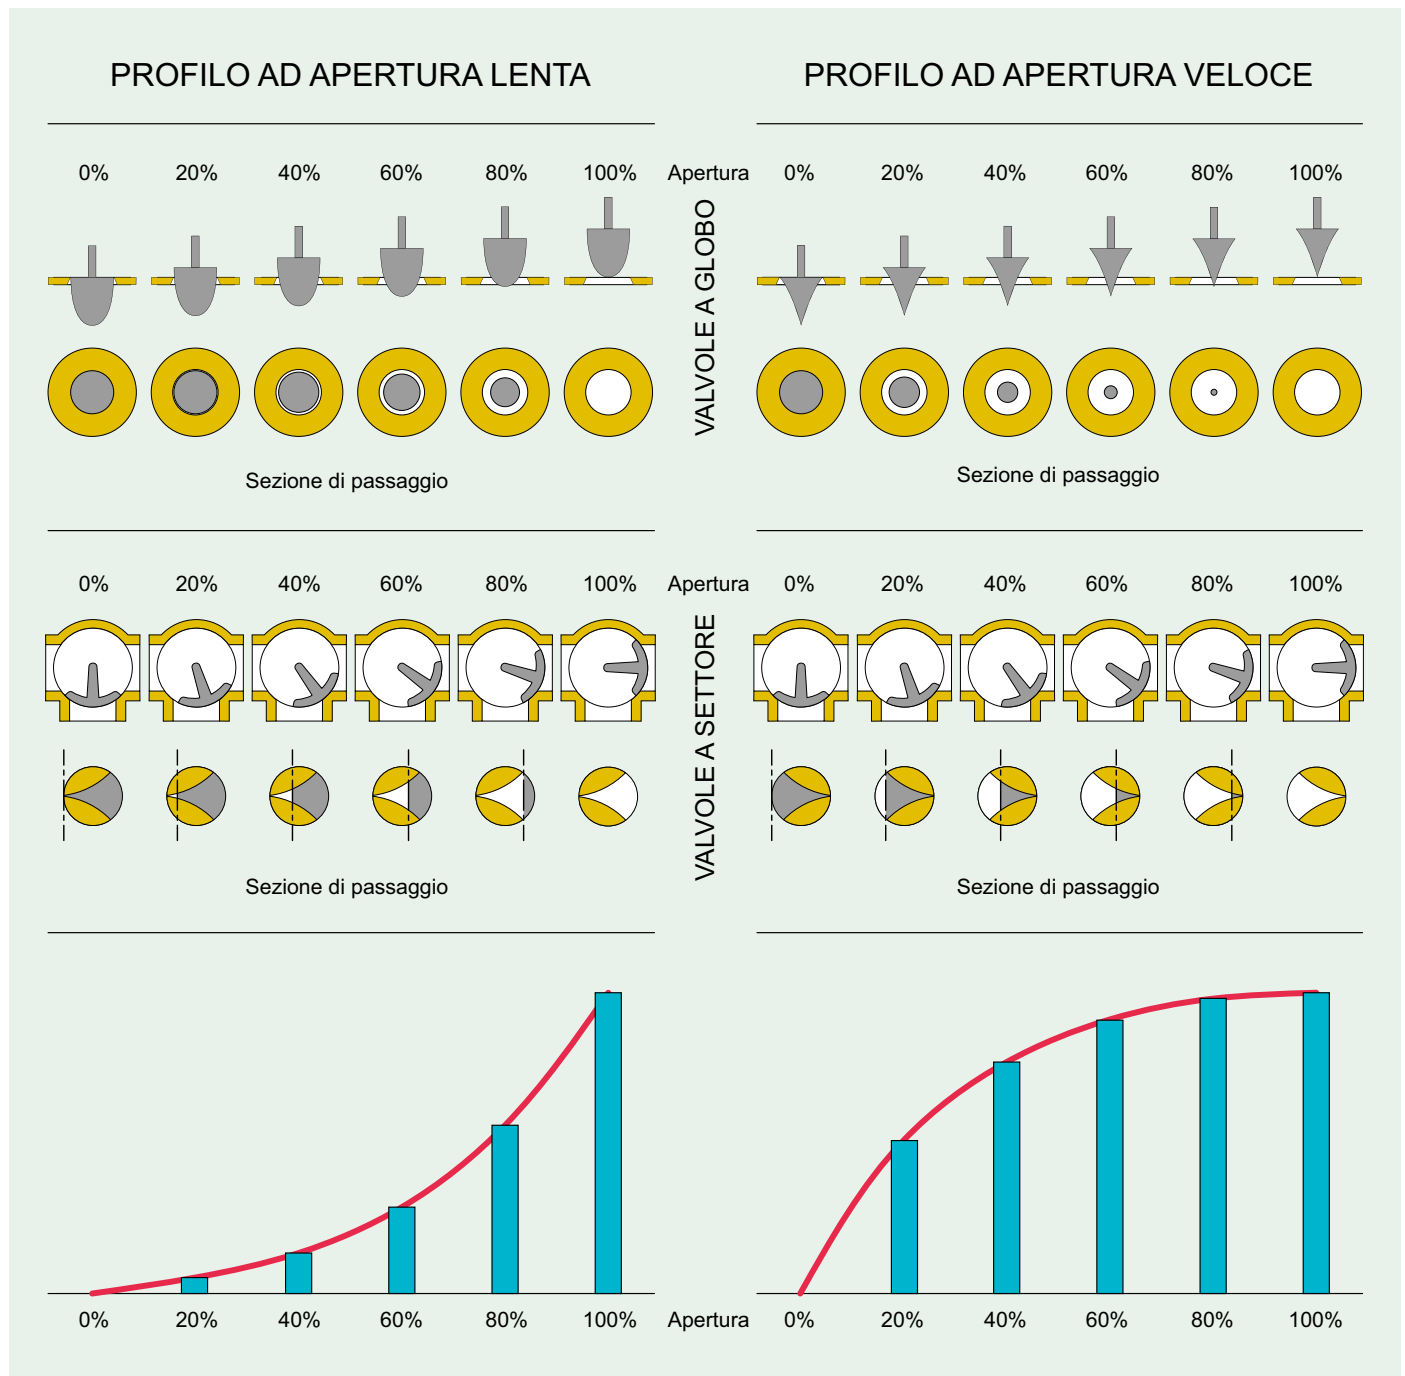 PROFILO AD APERTURA LENTA
PROFILO AD APERTURA VELOCE
0% 20% 40% 60% 80% 100% Apertura 0% 20% 40% 60% 80% 100%
VALVOLE A GLOBO
Sezione di passaggio
Sezione di passaggio
0% 20% 40% 60% 80% 100% Apertura 0% 20% 40% 60% 80% 100%
VALVOLE A SETTORE
Sezione di passaggio
Sezione di passaggio
0% 20% 40% 60% 80% 100% Apertura 0% 20% 40% 60% 80% 100%